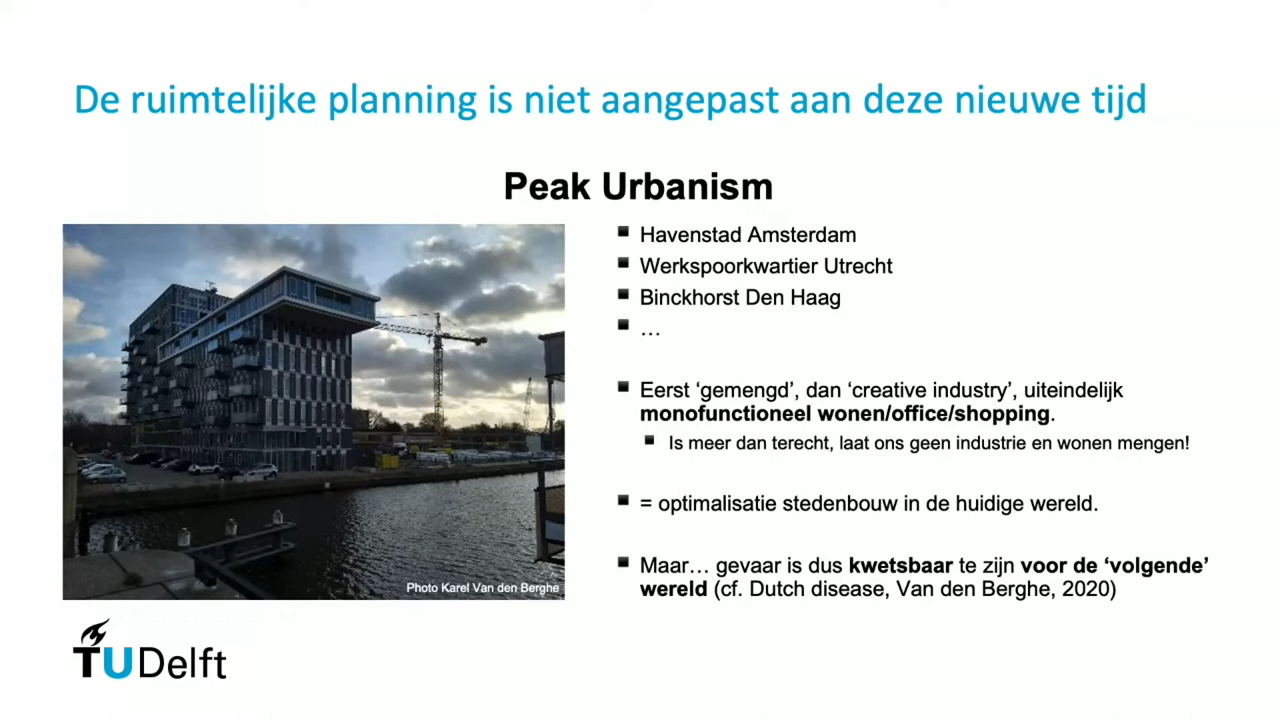 De ruimtelijke planning is niet aangepast aan deze nieuwe tijd
Peak Urbanism
Havenstad Amsterdam
Werkspoorkwartier Utrecht
Binckhorst Den Haag
…
Eerst ‘gemengd’, dan ‘creative industry’, uiteindelijk
monofunctioneel wonen/office/shopping.
Is meer dan terecht, laat ons geen industrie en wonen mengen!
= optimalisatie stedenbouw in de huidige wereld.
Maar… gevaar is dus kwetsbaar te zijn voor de ‘volgende’
wereld (cf. Dutch disease, Van den Berghe, 2020)
Photo Karel Van den Berghe
TU Delft